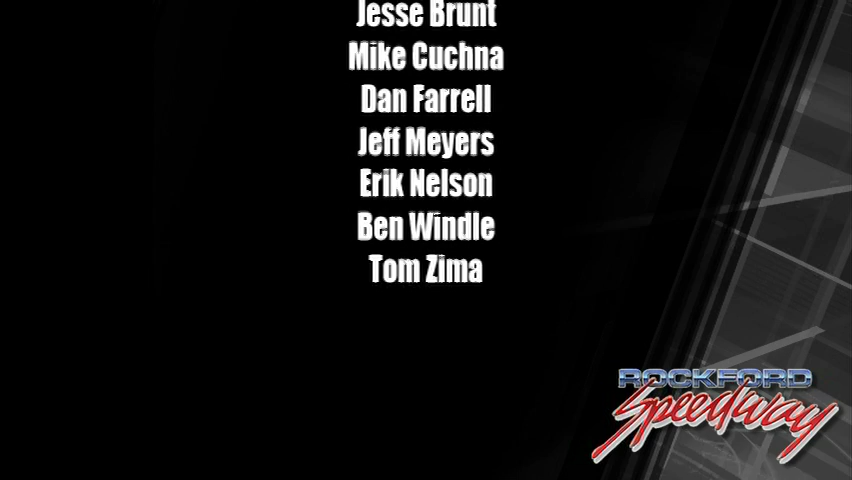 Jesse Brunt
Mike Cuchna
Dan Farrell
Jeff Meyers
Erik Nelson
Ben Windle
Tom Zima
ROCKFORD
Speedway